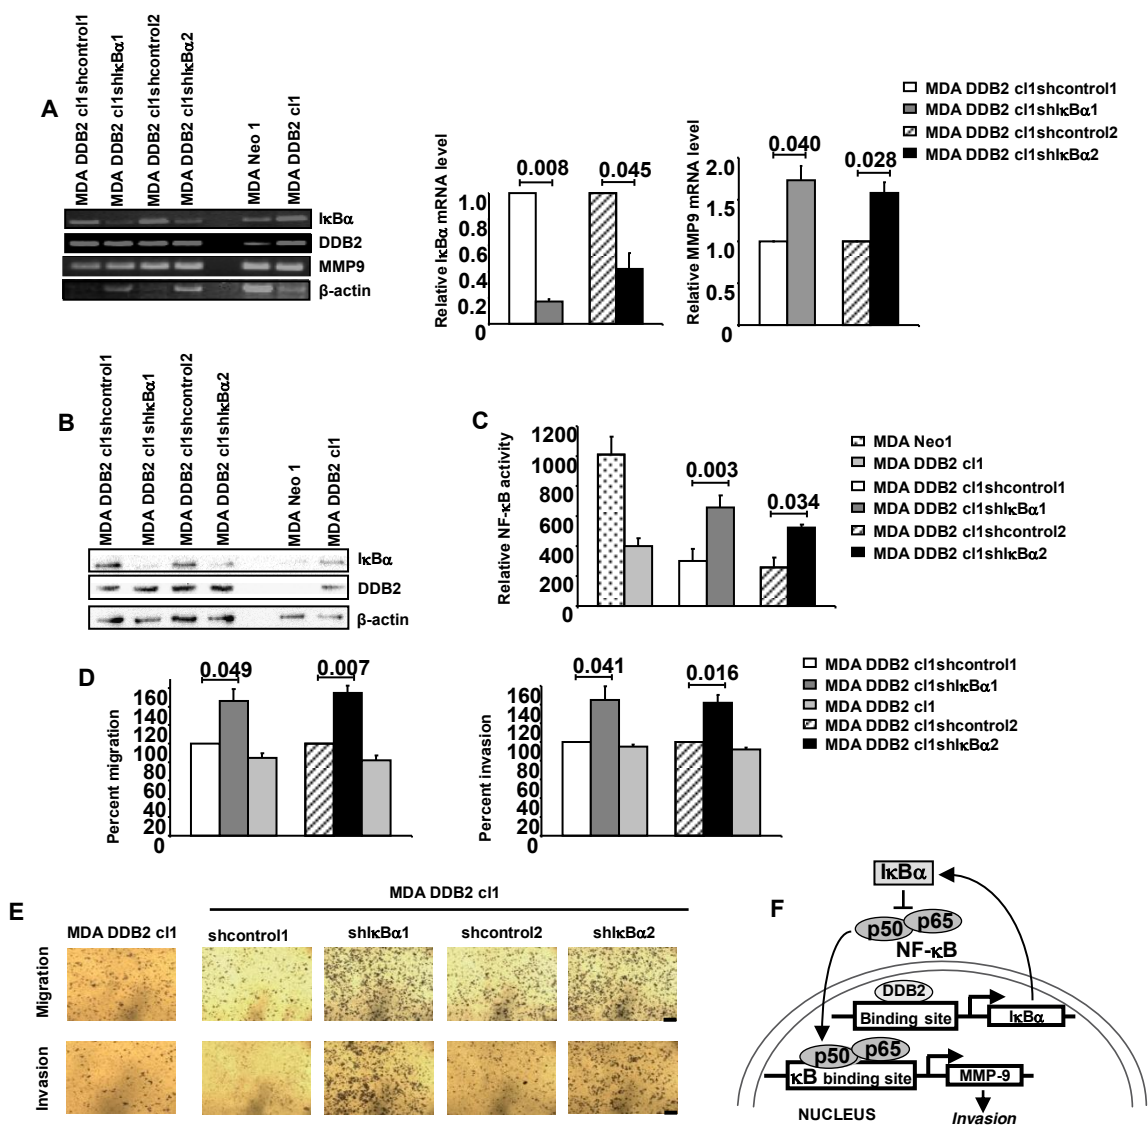 A
MDA DDB2 cl1shcontrol1
MDA DDB2 cl1shIκBα1
MDA DDB2 cl1shcontrol2
MDA DDB2 cl1shIκBα2
MDA Neo 1
MDA DDB2 cl1
IκBα
DDB2
MMP9
β-actin
Relative IκBα mRNA level
1.0
0.8
0.6
0.4
0.2
0
0.008
0.045
Relative MMP9 mRNA level
2.0
1.5
1.0
0.5
0
0.040
0.028
MDA DDB2 cl1shcontrol1
MDA DDB2 cl1shIκBα1
MDA DDB2 cl1shcontrol2
MDA DDB2 cl1shIκBα2
B
MDA DDB2 cl1shcontrol1
MDA DDB2 cl1shIκBα1
MDA DDB2 cl1shcontrol2
MDA DDB2 cl1shIκBα2
MDA Neo 1
MDA DDB2 cl1
IκBα
DDB2
β-actin
C
Relative NF-κB activity
1200
1000
800
600
400
200
0
0.003
0.034
MDA Neo1
MDA DDB2 cl1
MDA DDB2 cl1shcontrol1
MDA DDB2 cl1shIκBα1
MDA DDB2 cl1shcontrol2
MDA DDB2 cl1shIκBα2
D
Percent migration
160
140
120
100
80
60
40
20
0
0.049
0.007
Percent invasion
160
140
120
100
80
60
40
20
0
0.041
0.016
MDA DDB2 cl1shcontrol1
MDA DDB2 cl1shIκBα1
MDA DDB2 cl1
MDA DDB2 cl1shcontrol2
MDA DDB2 cl1shIκBα2
E
MDA DDB2 cl1
MDA DDB2 cl1
shcontrol1
shIκBα1
shcontrol2
shIκBα2
Migration
Invasion
F
IκBα
p50
p65
NF-κB
DDB2
Binding site
IκBα
p50
p65
κB binding site
MMP-9
NUCLEUS
Invasion